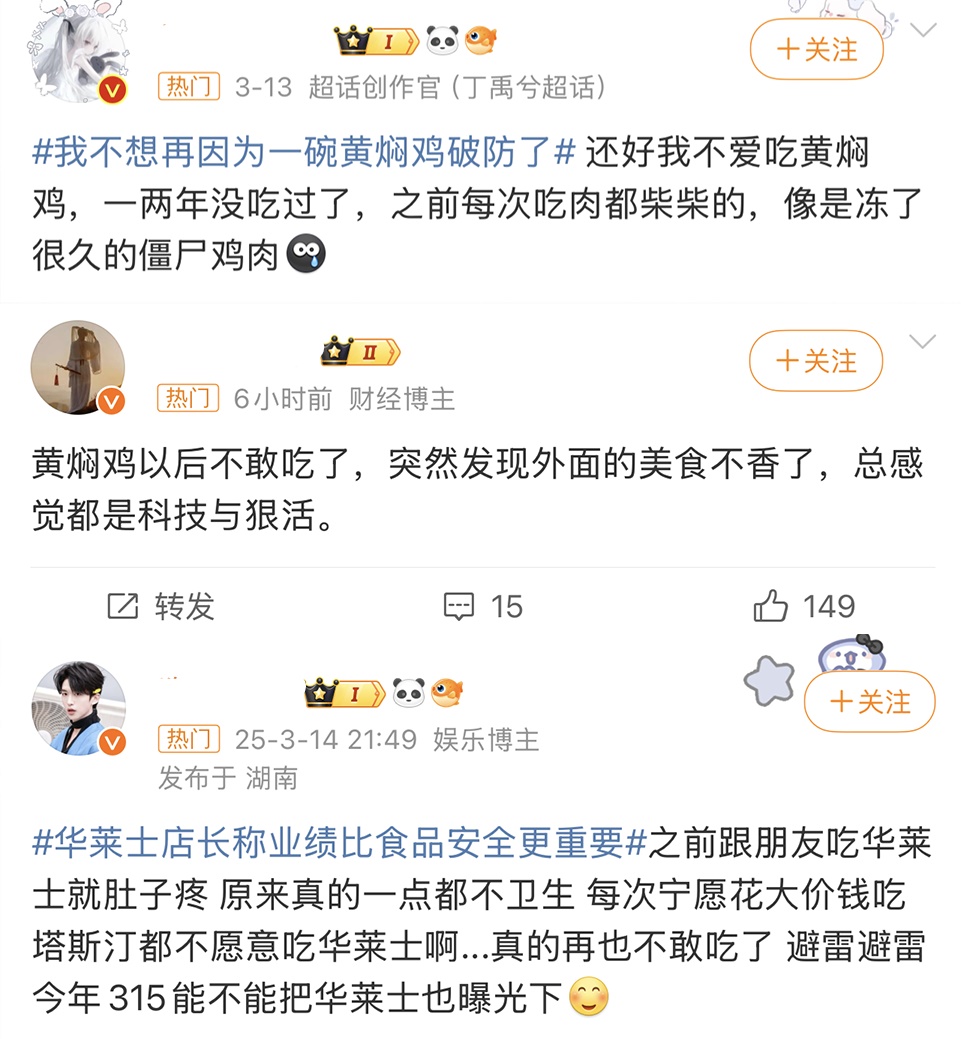 I
+关注
热门 3-13 超话创作官（丁禹兮超话）
#我不想再因为一碗黄焖鸡破防了# 还好我不爱吃黄焖
鸡，一两年没吃过了，之前每次吃肉都柴柴的，像是冻了
很久的僵尸鸡肉
II
+关注
热门 6小时前 财经博主
黄焖鸡以后不敢吃了，突然发现外面的美食不香了，总感
觉都是科技与狠活。
转发 15 149
I
+关注
热门 25-3-14 21:49 娱乐博主
发布于 湖南
#华莱士店长称业绩比食品安全更重要#之前跟朋友吃华莱
士就肚子疼 原来真的一点都不卫生 每次宁愿花大价钱吃
塔斯汀都不愿意吃华莱士啊...真的再也不敢吃了 避雷避雷
今年315能不能把华莱士也曝光下